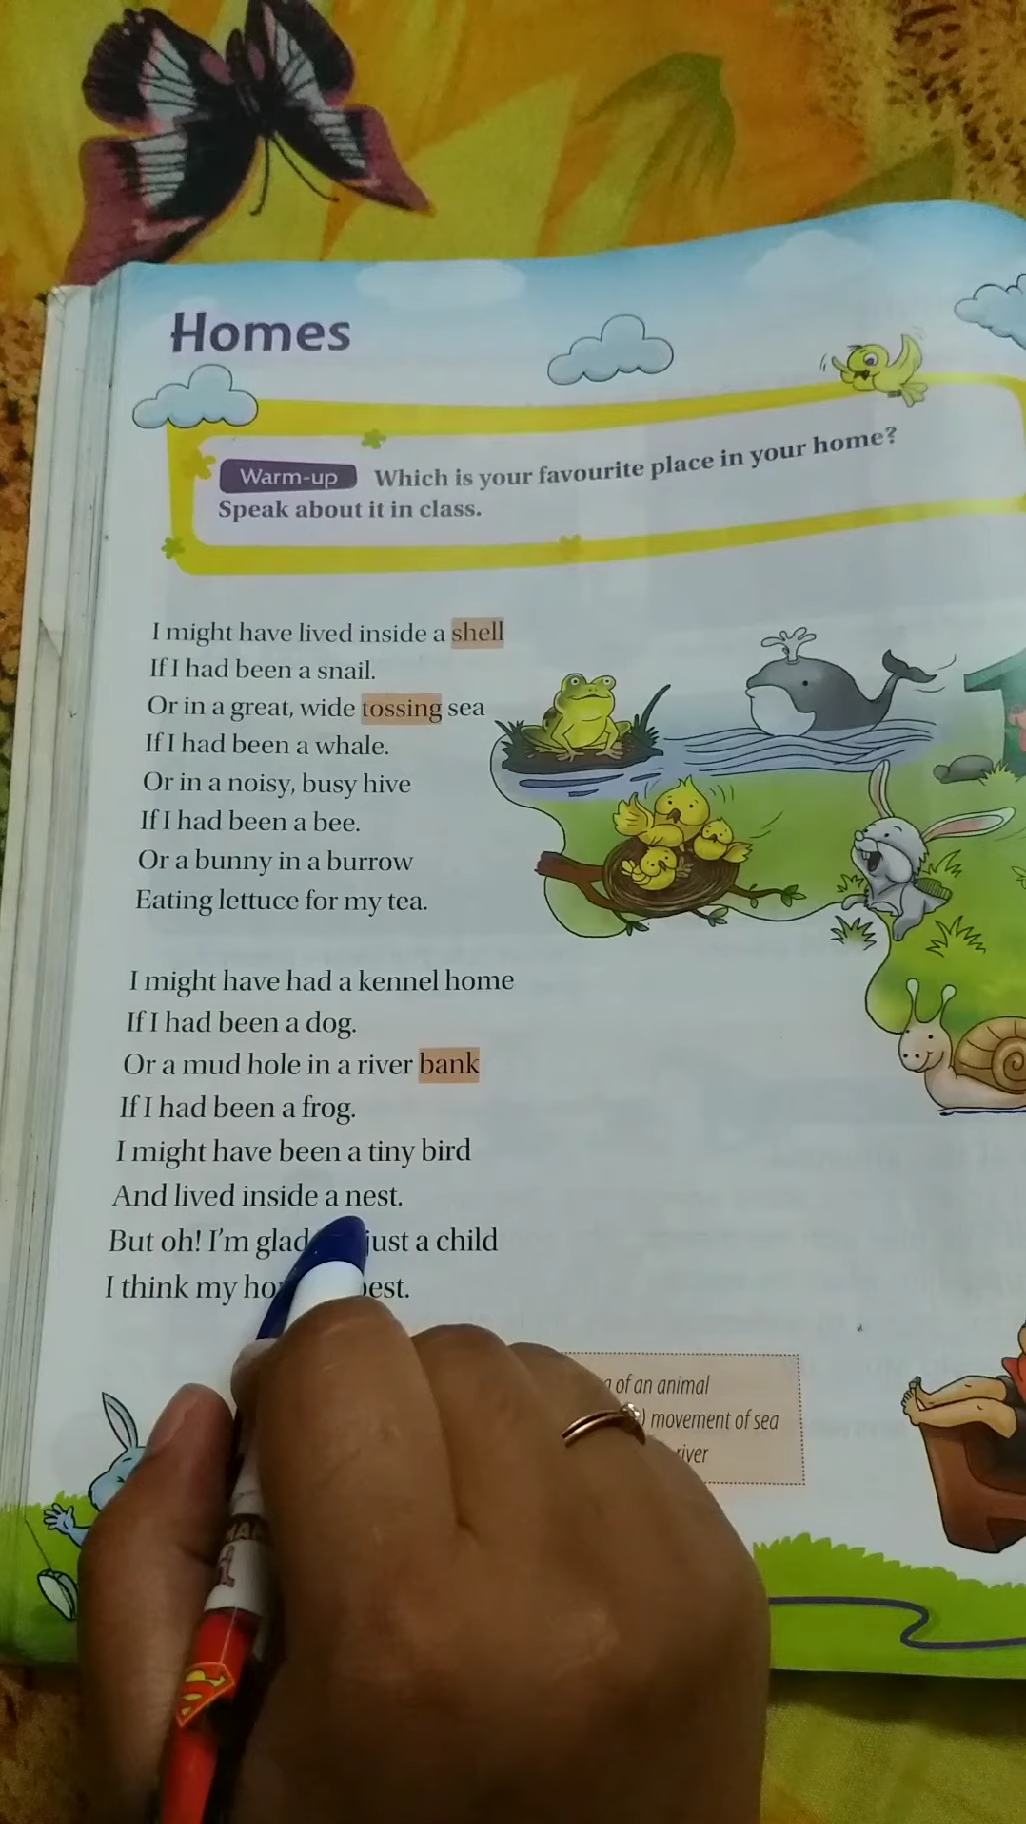 Homes
Warm-up Which is your favourite place in your home?
Speak about it in class.
I might have lived inside a shell
If I had been a snail.
Or in a great, wide tossing sea
If I had been a whale.
Or in a noisy, busy hive
If I had been a bee.
Or a bunny in a burrow
Eating lettuce for my tea.
I might have had a kennel home
If I had been a dog.
Or a mud hole in a river bank
If I had been a frog.
I might have been a tiny bird
And lived inside a nest.
But oh! I'm glad just a child
I think my
of an animal
) movement of sea
river